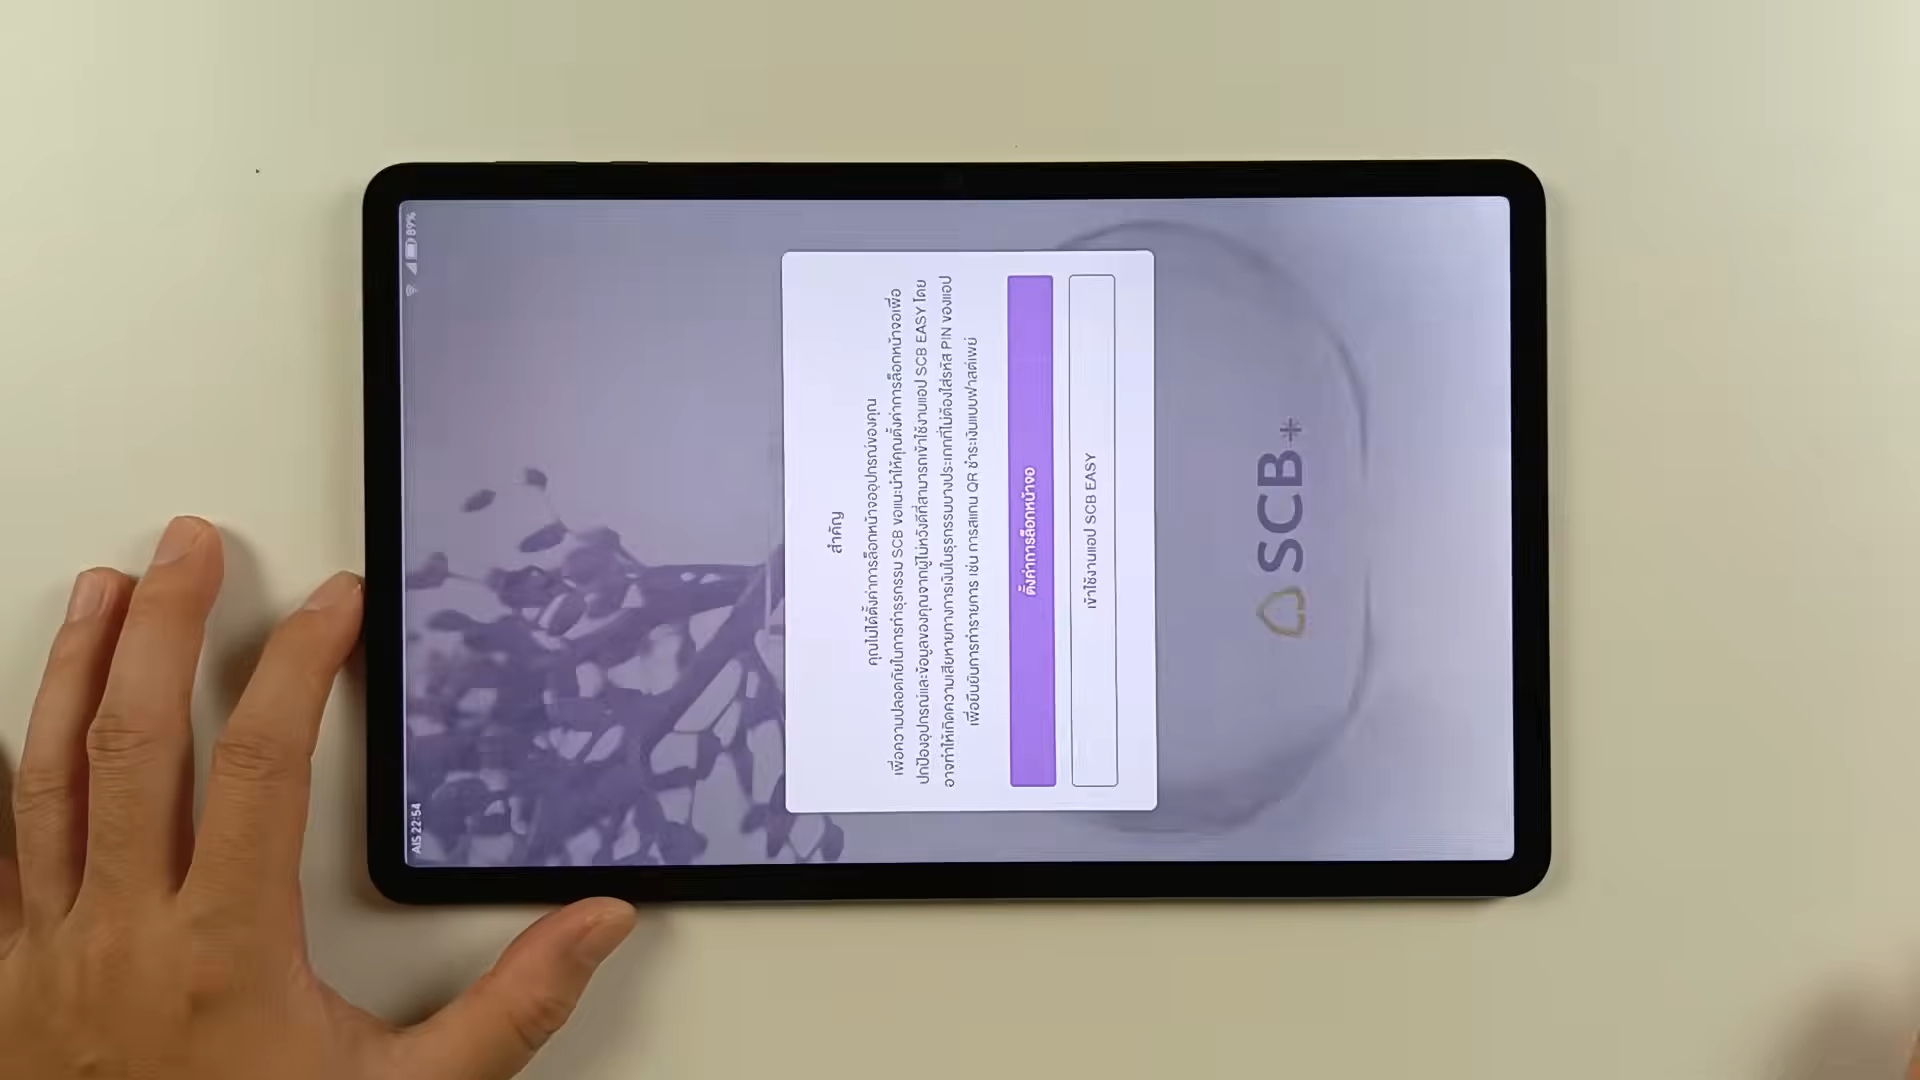 AIS 22:54
89%
สำคัญ
คุณไม่ได้ตั้งค่าการล็อกหน้าจออุปกรณ์ของคุณ
เพื่อความปลอดภัยในการทำธุรกรรม SCB ขอแนะนำให้คุณตั้งค่าการล็อกหน้าจอเพื่อ
ปกป้องอุปกรณ์และข้อมูลของคุณจากผู้ไม่หวังดีที่สามารถเข้าใช้งานแอป SCB EASY โดย
อาจทำให้เกิดความเสียหายทางการเงินในธุรกรรมบางประเภทที่ไม่ต้องใส่รหัส PIN ของแอป
เพื่อยืนยันการทำรายการ เช่น การสแกน QR ชำระเงินแบบฟาสต์เพย์
ตั้งค่าการล็อกหน้าจอ
เข้าใช้งานแอป SCB EASY
SCB+